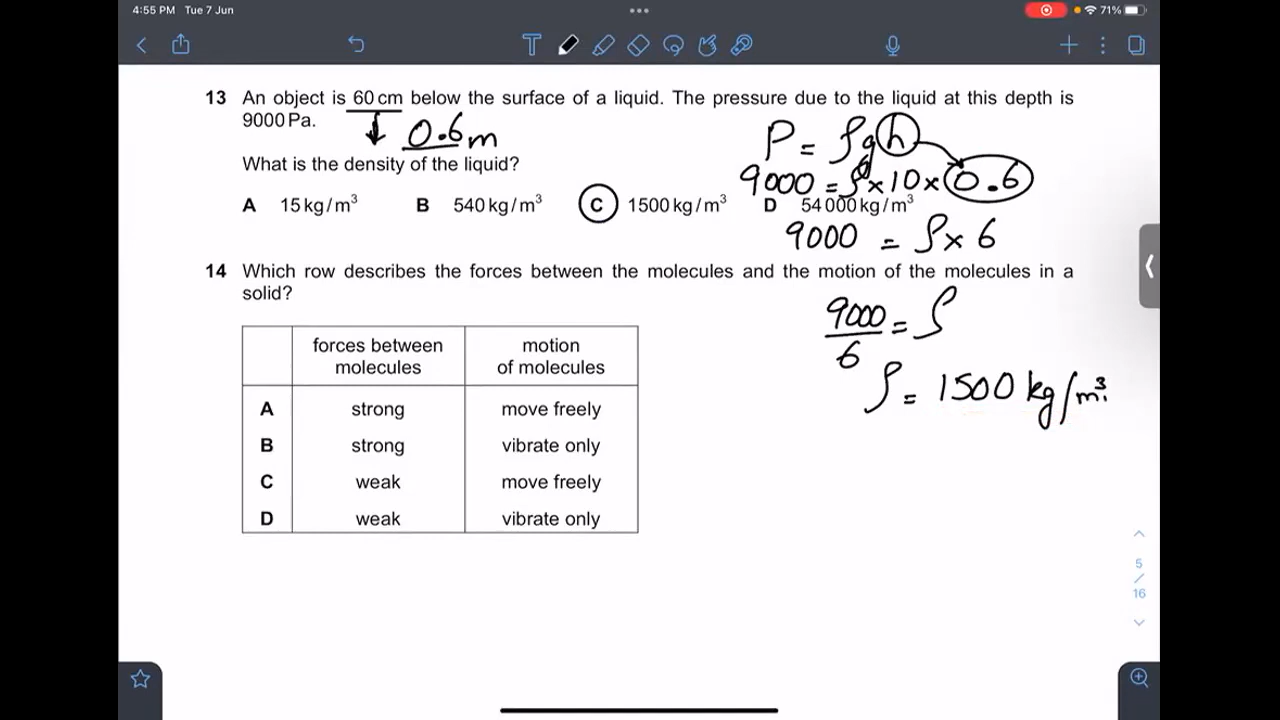 4:55 PM Tue 7 Jun
71%
13 An object is 60 cm below the surface of a liquid. The pressure due to the liquid at this depth is
9000 Pa.
0.6m
P = ρgh
What is the density of the liquid?
9000 = ρ × 10 × 0.6
A 15 kg/m³ B 540 kg/m³ C 1500 kg/m³ D 54 000 kg/m³
9000 = ρ × 6
14 Which row describes the forces between the molecules and the motion of the molecules in a
solid?
9000/6 = ρ
ρ = 1500 kg/m³.
forces between molecules motion of molecules
A strong move freely
B strong vibrate only
C weak move freely
D weak vibrate only
5
/
16